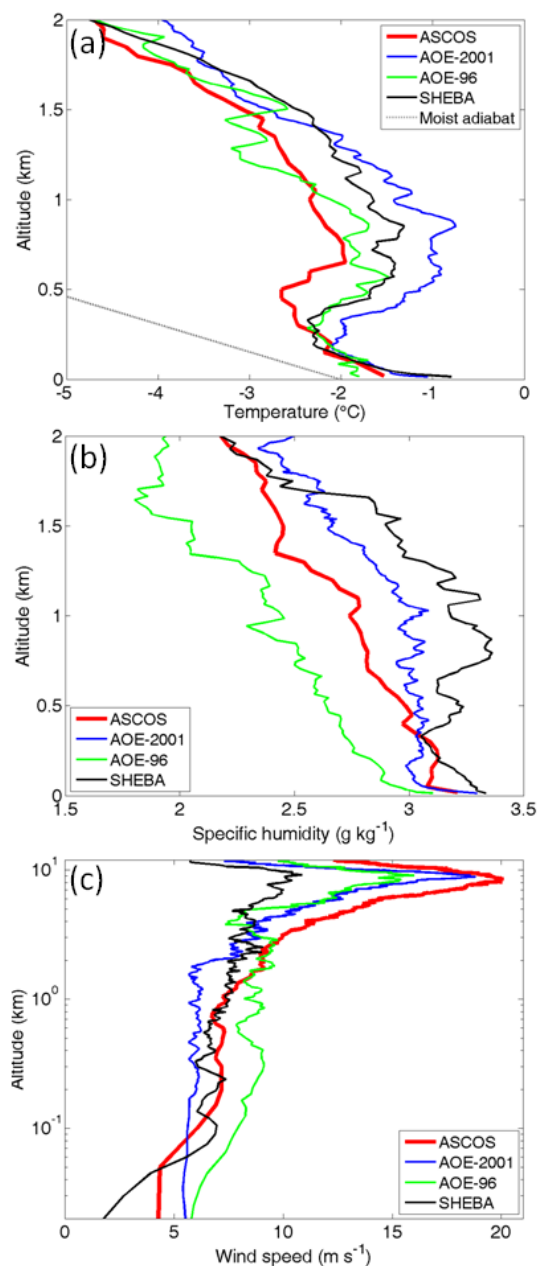 (a)
ASCOS
AOE-2001
AOE-96
SHEBA
Moist adiabat
2
1.5
1
0.5
0
Altitude (km)
-5 -4 -3 -2 -1 0
Temperature (°C)
(b)
2
1.5
1
0.5
0
Altitude (km)
ASCOS
AOE-2001
AOE-96
SHEBA
1.5 2 2.5 3 3.5
Specific humidity (g kg⁻¹)
(c)
10¹
10⁰
10⁻¹
Altitude (km)
ASCOS
AOE-2001
AOE-96
SHEBA
0 5 10 15 20
Wind speed (m s⁻¹)